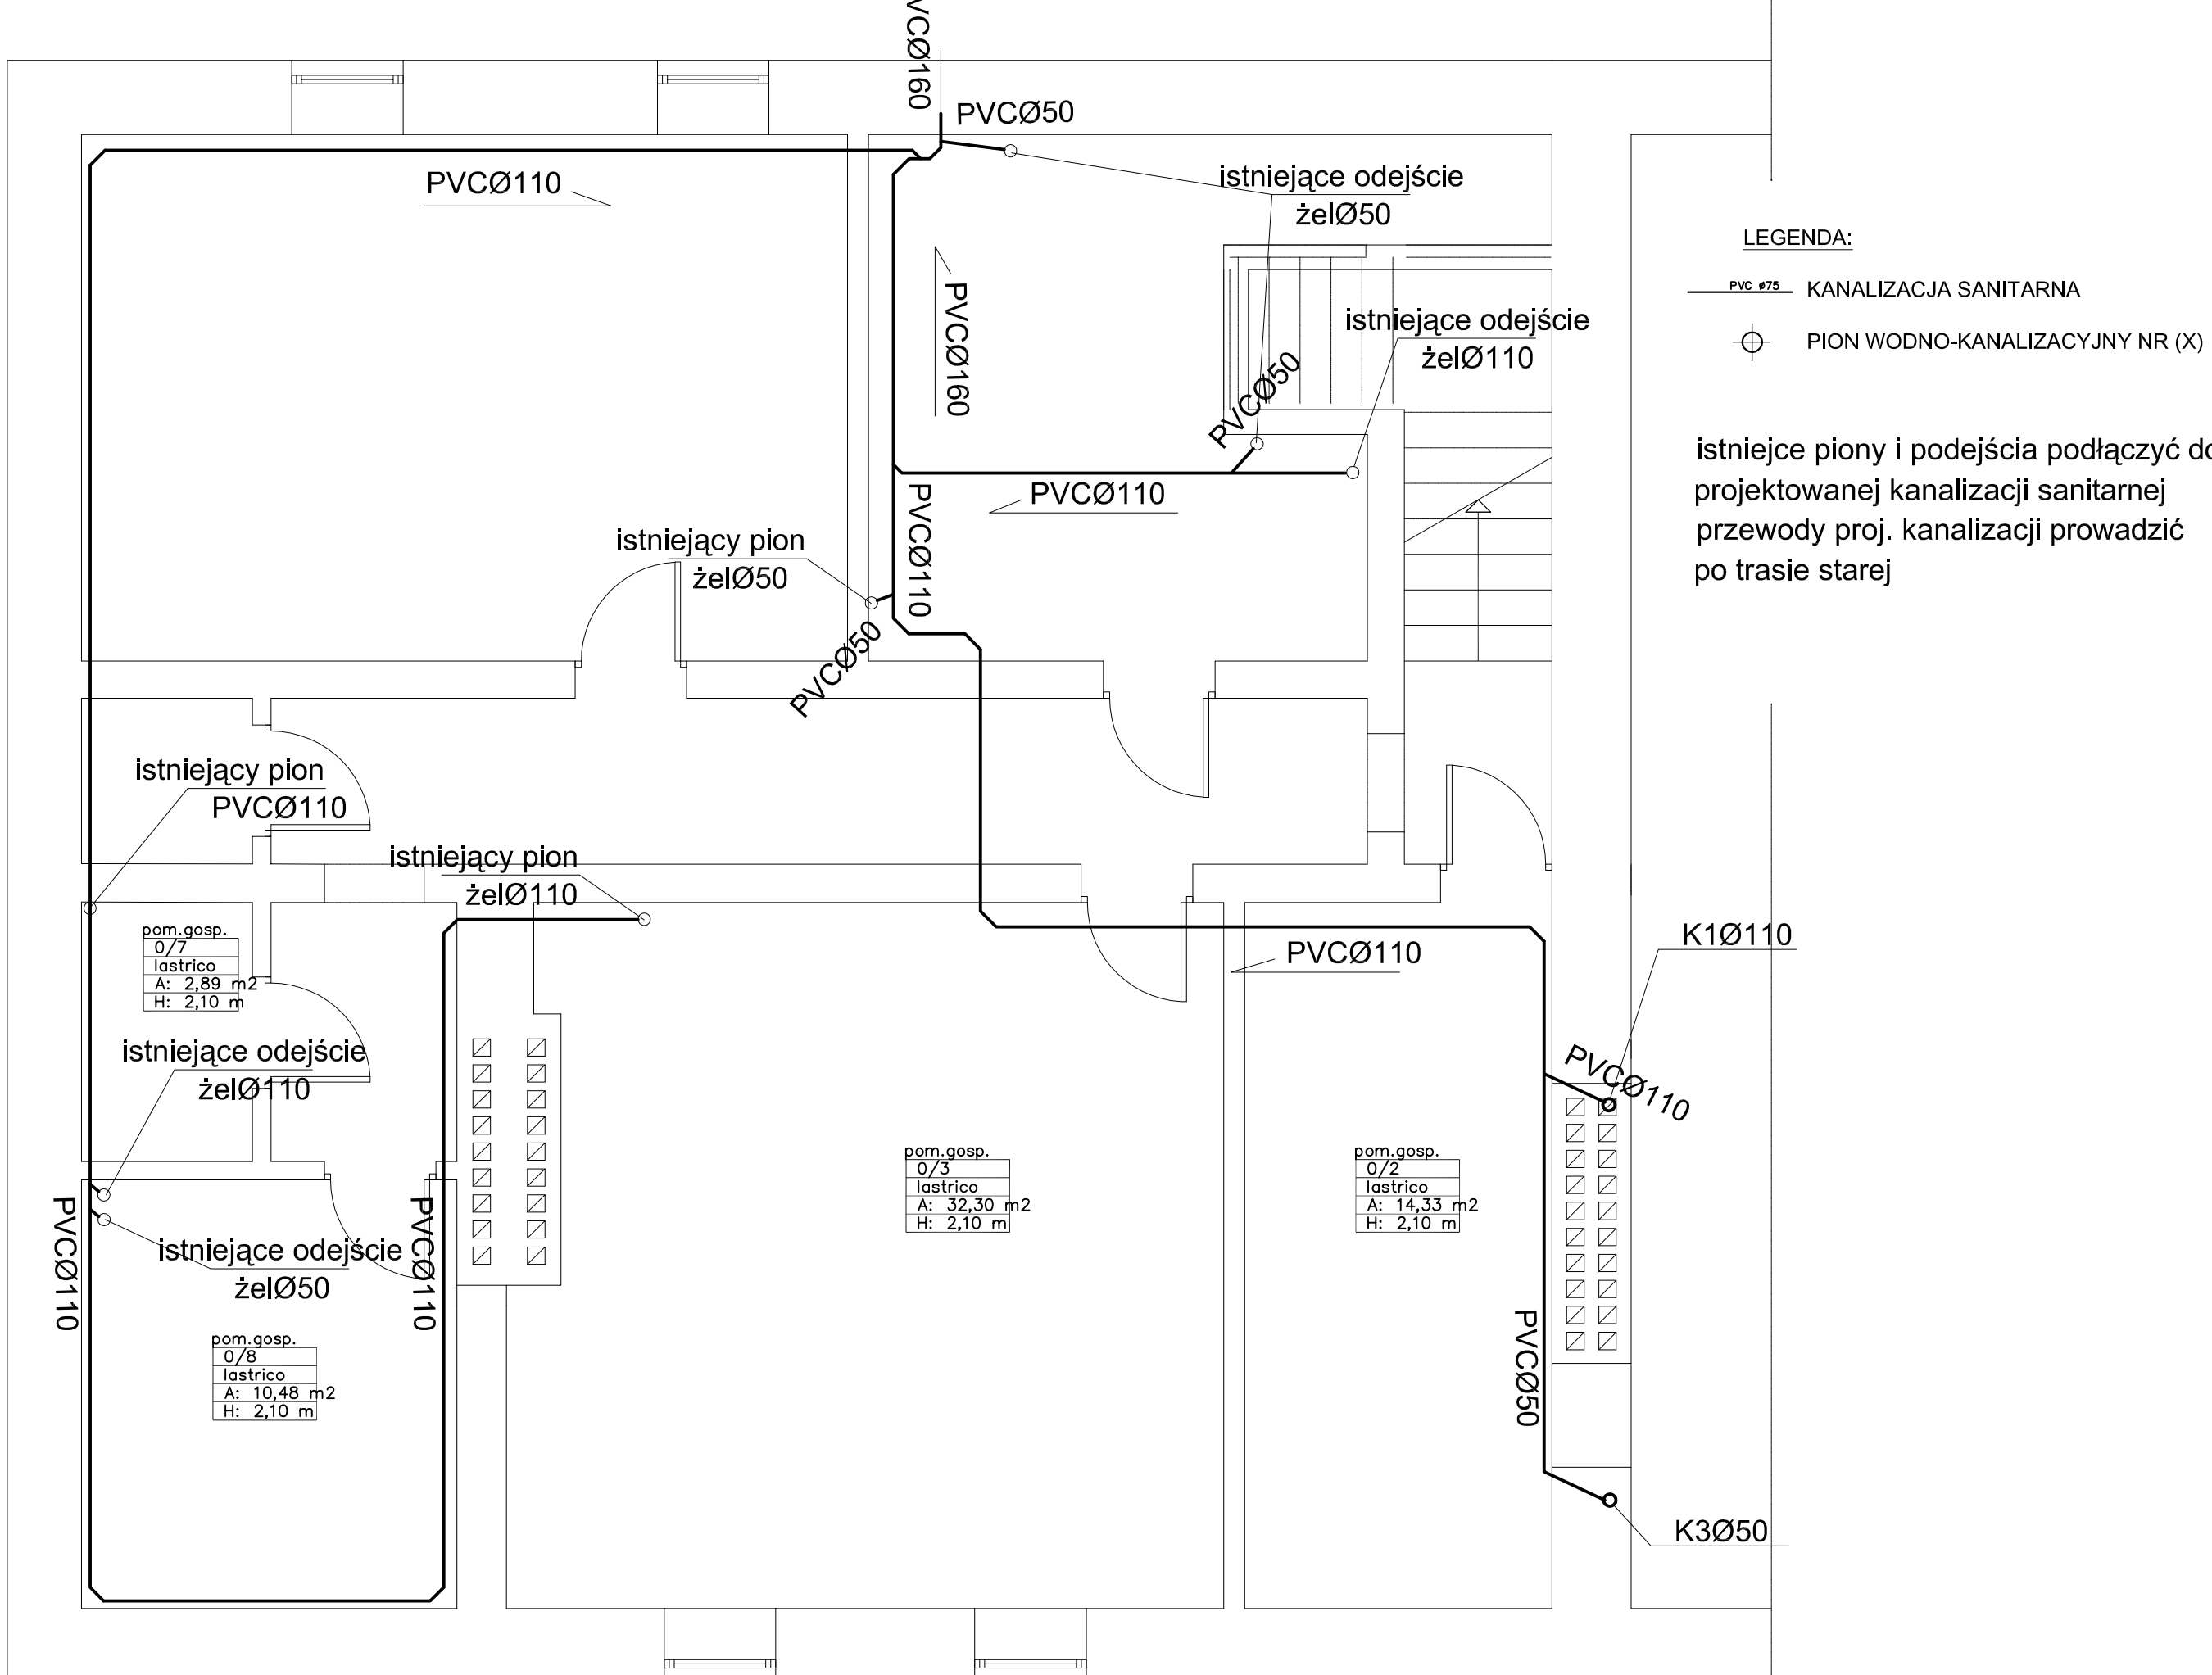 VCØ160
PVCØ50
PVCØ110
istniejące odejście
żelØ50
PVCØ160
istniejące odejście
żelØ110
PVCØ50
PVCØ110
PVCØ110
istniejący pion
żelØ50
PVCØ50
istniejący pion
PVCØ110
istniejący pion
żelØ110
pom.gosp.
0/7
lastrico
A: 2,89 m2
H: 2,10 m
istniejące odejście
żelØ110
PVCØ110
PVCØ110
istniejące odejście
żelØ50
pom.gosp.
0/8
lastrico
A: 10,48 m2
H: 2,10 m
pom.gosp.
0/3
lastrico
A: 32,30 m2
H: 2,10 m
PVCØ110
pom.gosp.
0/2
lastrico
A: 14,33 m2
H: 2,10 m
K1Ø110
PVCØ110
PVCØ50
K3Ø50
LEGENDA:
PVC ø75 KANALIZACJA SANITARNA
PION WODNO-KANALIZACYJNY NR (X)
istniejce piony i podejścia podłączyć do
projektowanej kanalizacji sanitarnej
przewody proj. kanalizacji prowadzić
po trasie starej